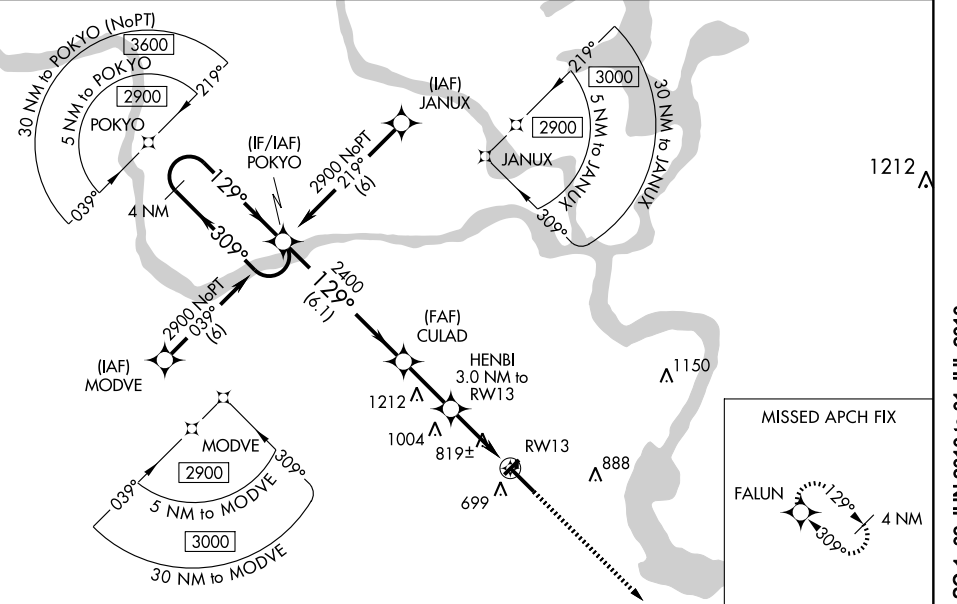 30 NM to POKYO (NoPT)
3600
5 NM to POKYO
2900
219°
POKYO
039°
4 NM
129°
309°
(IF/IAF)
POKYO
(IAF)
JANUX
2900 NoPT
219°
(6)
219°
3000
2900
JANUX
5 NM to JANUX
30 NM to JANUX
309°
1212
2900 NoPT
039°
(6)
(IAF)
MODVE
2400
129°
(6.1)
(FAF)
CULAD
HENBI
3.0 NM to
RW13
1212
1004
819±
RW13
699
888
1150
MODVE
2900
039°
309°
5 NM to MODVE
3000
30 NM to MODVE
MISSED APCH FIX
FALUN
129°
309°
4 NM